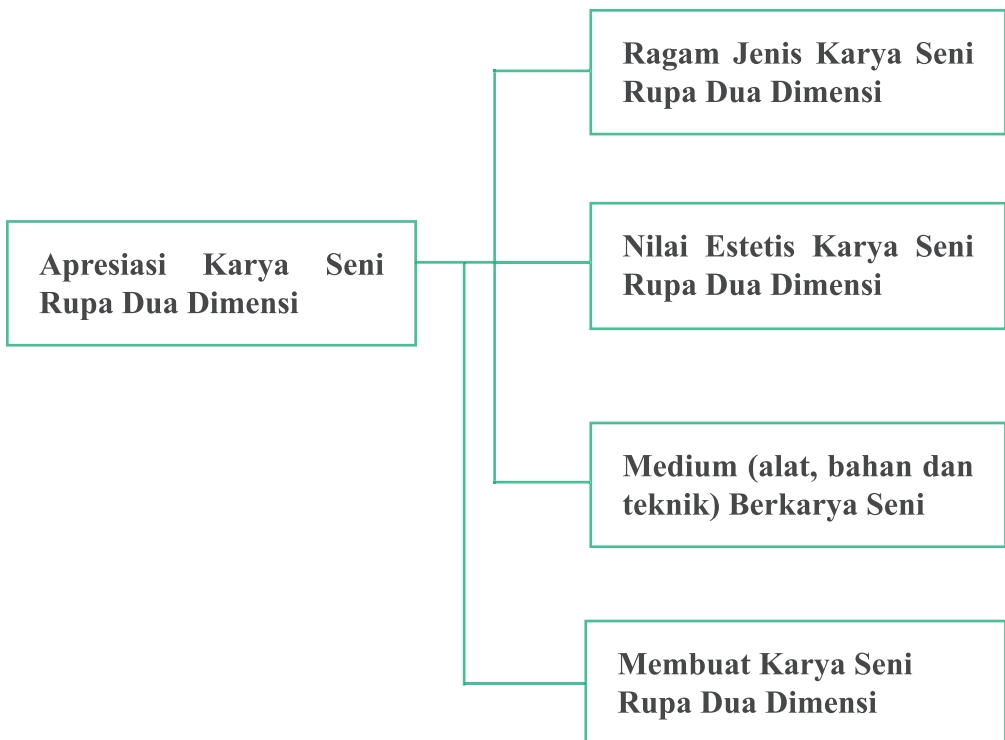 Ragam Jenis Karya Seni
Rupa Dua Dimensi
Apresiasi Karya Seni
Rupa Dua Dimensi
Nilai Estetis Karya Seni
Rupa Dua Dimensi
Medium (alat, bahan dan
teknik) Berkarya Seni
Membuat Karya Seni
Rupa Dua Dimensi